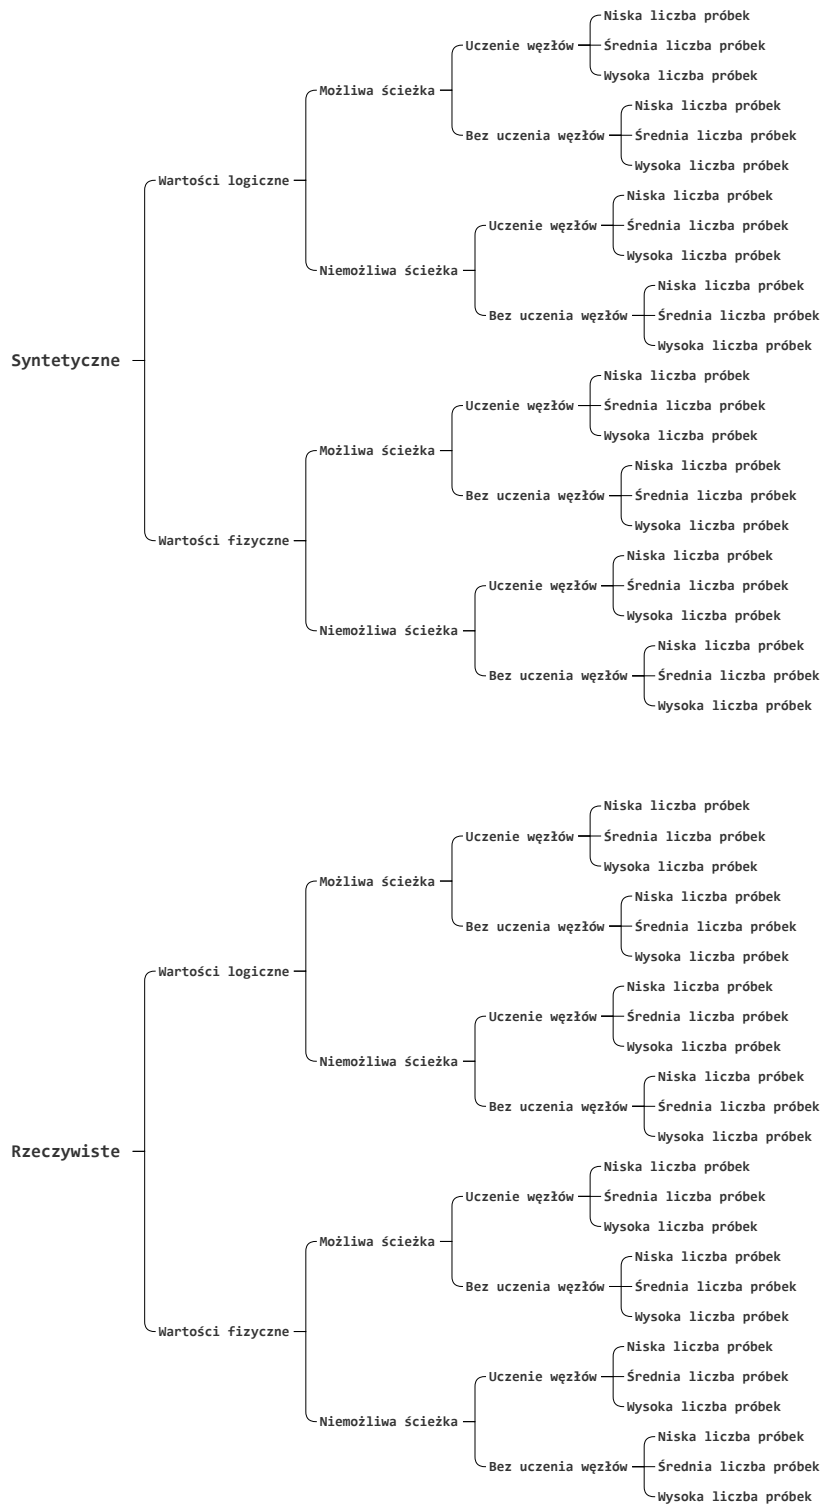 Niska liczba próbek
Uczenie węzłów
Średnia liczba próbek
Wysoka liczba próbek
Możliwa ścieżka
Niska liczba próbek
Bez uczenia węzłów
Średnia liczba próbek
Wysoka liczba próbek
Wartości logiczne
Niska liczba próbek
Uczenie węzłów
Średnia liczba próbek
Wysoka liczba próbek
Niemożliwa ścieżka
Niska liczba próbek
Bez uczenia węzłów
Średnia liczba próbek
Wysoka liczba próbek
Syntetyczne
Niska liczba próbek
Uczenie węzłów
Średnia liczba próbek
Wysoka liczba próbek
Możliwa ścieżka
Niska liczba próbek
Bez uczenia węzłów
Średnia liczba próbek
Wysoka liczba próbek
Wartości fizyczne
Niska liczba próbek
Uczenie węzłów
Średnia liczba próbek
Wysoka liczba próbek
Niemożliwa ścieżka
Niska liczba próbek
Bez uczenia węzłów
Średnia liczba próbek
Wysoka liczba próbek
Niska liczba próbek
Uczenie węzłów
Średnia liczba próbek
Wysoka liczba próbek
Możliwa ścieżka
Niska liczba próbek
Bez uczenia węzłów
Średnia liczba próbek
Wysoka liczba próbek
Wartości logiczne
Niska liczba próbek
Uczenie węzłów
Średnia liczba próbek
Wysoka liczba próbek
Niemożliwa ścieżka
Niska liczba próbek
Bez uczenia węzłów
Średnia liczba próbek
Wysoka liczba próbek
Rzeczywiste
Niska liczba próbek
Uczenie węzłów
Średnia liczba próbek
Wysoka liczba próbek
Możliwa ścieżka
Niska liczba próbek
Bez uczenia węzłów
Średnia liczba próbek
Wysoka liczba próbek
Wartości fizyczne
Niska liczba próbek
Uczenie węzłów
Średnia liczba próbek
Wysoka liczba próbek
Niemożliwa ścieżka
Niska liczba próbek
Bez uczenia węzłów
Średnia liczba próbek
Wysoka liczba próbek